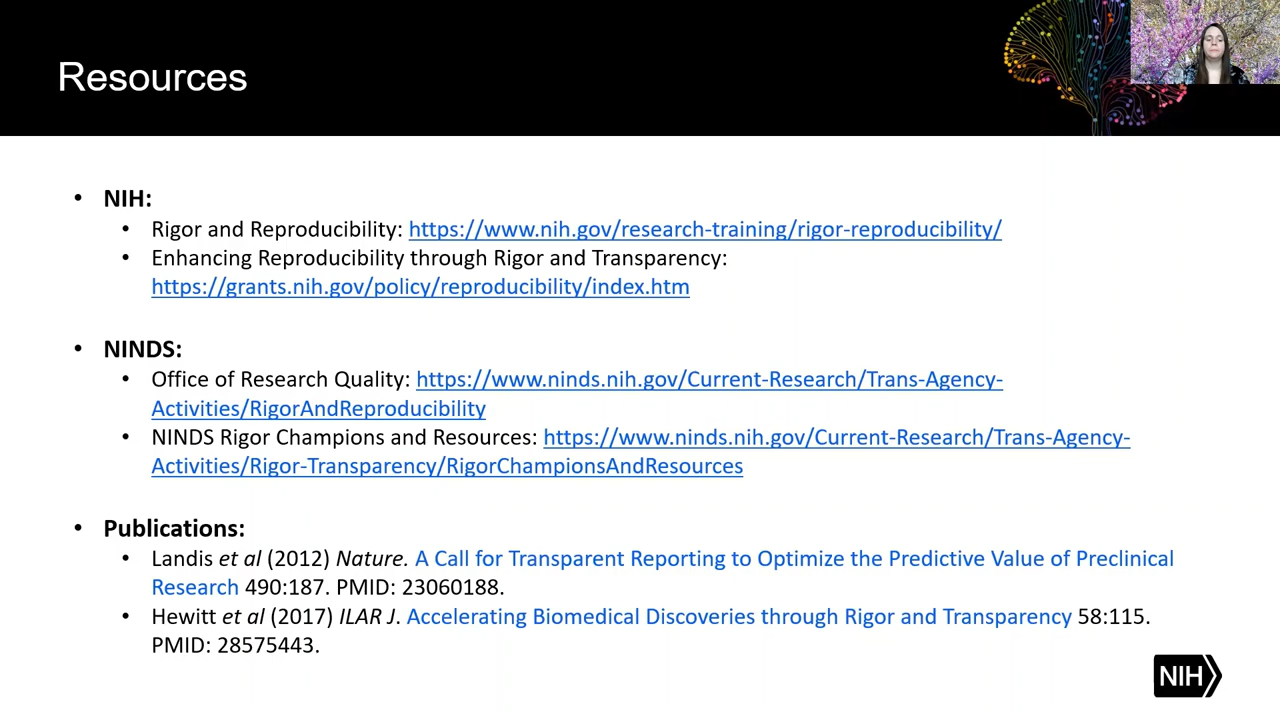 Resources
• NIH:
• Rigor and Reproducibility: https://www.nih.gov/research-training/rigor-reproducibility/
• Enhancing Reproducibility through Rigor and Transparency:
https://grants.nih.gov/policy/reproducibility/index.htm
• NINDS:
• Office of Research Quality: https://www.ninds.nih.gov/Current-Research/Trans-Agency-
Activities/RigorAndReproducibility
• NINDS Rigor Champions and Resources: https://www.ninds.nih.gov/Current-Research/Trans-Agency-
Activities/Rigor-Transparency/RigorChampionsAndResources
• Publications:
• Landis et al (2012) Nature. A Call for Transparent Reporting to Optimize the Predictive Value of Preclinical
Research 490:187. PMID: 23060188.
• Hewitt et al (2017) ILAR J. Accelerating Biomedical Discoveries through Rigor and Transparency 58:115.
PMID: 28575443.
NIH